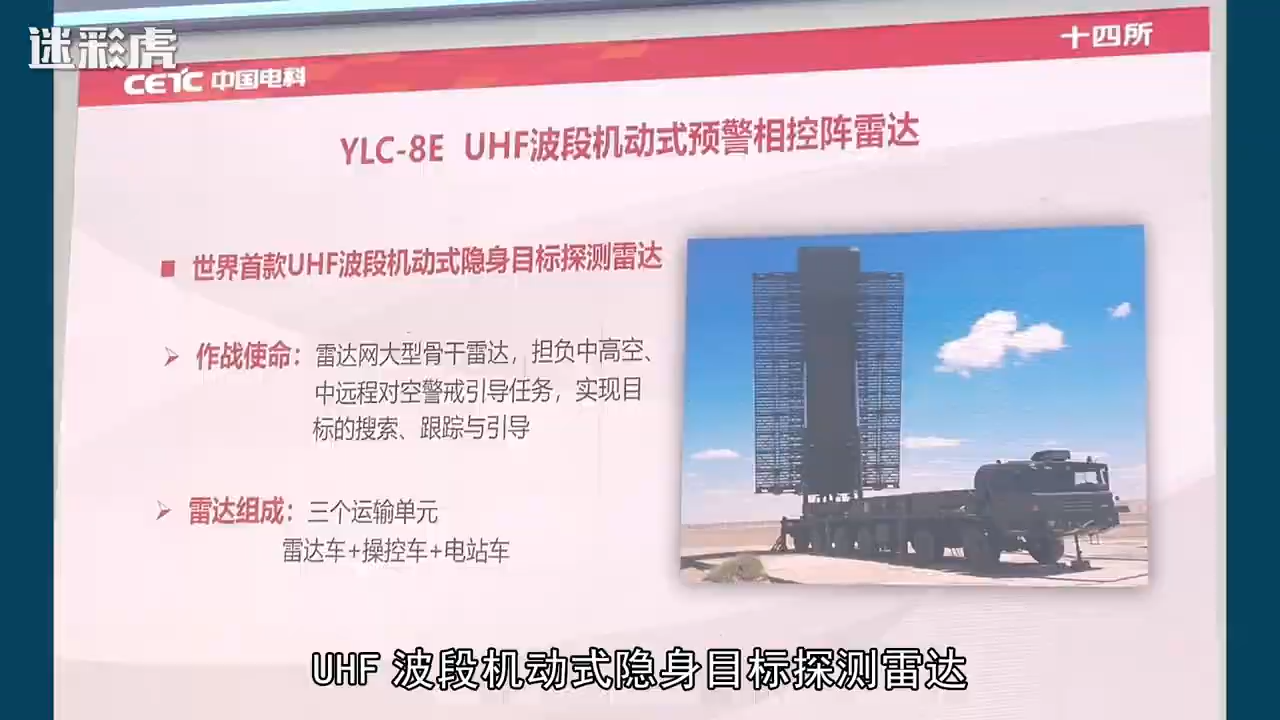 迷彩虎
十四所
CETC 中国电科
YLC-8E UHF波段机动式预警相控阵雷达
■ 世界首款UHF波段机动式隐身目标探测雷达
➢ 作战使命：雷达网大型骨干雷达，担负中高空、
中远程对空警戒引导任务，实现目
标的搜索、跟踪与引导
➢ 雷达组成：三个运输单元
雷达车+操控车+电站车
UHF 波段机动式隐身目标探测雷达